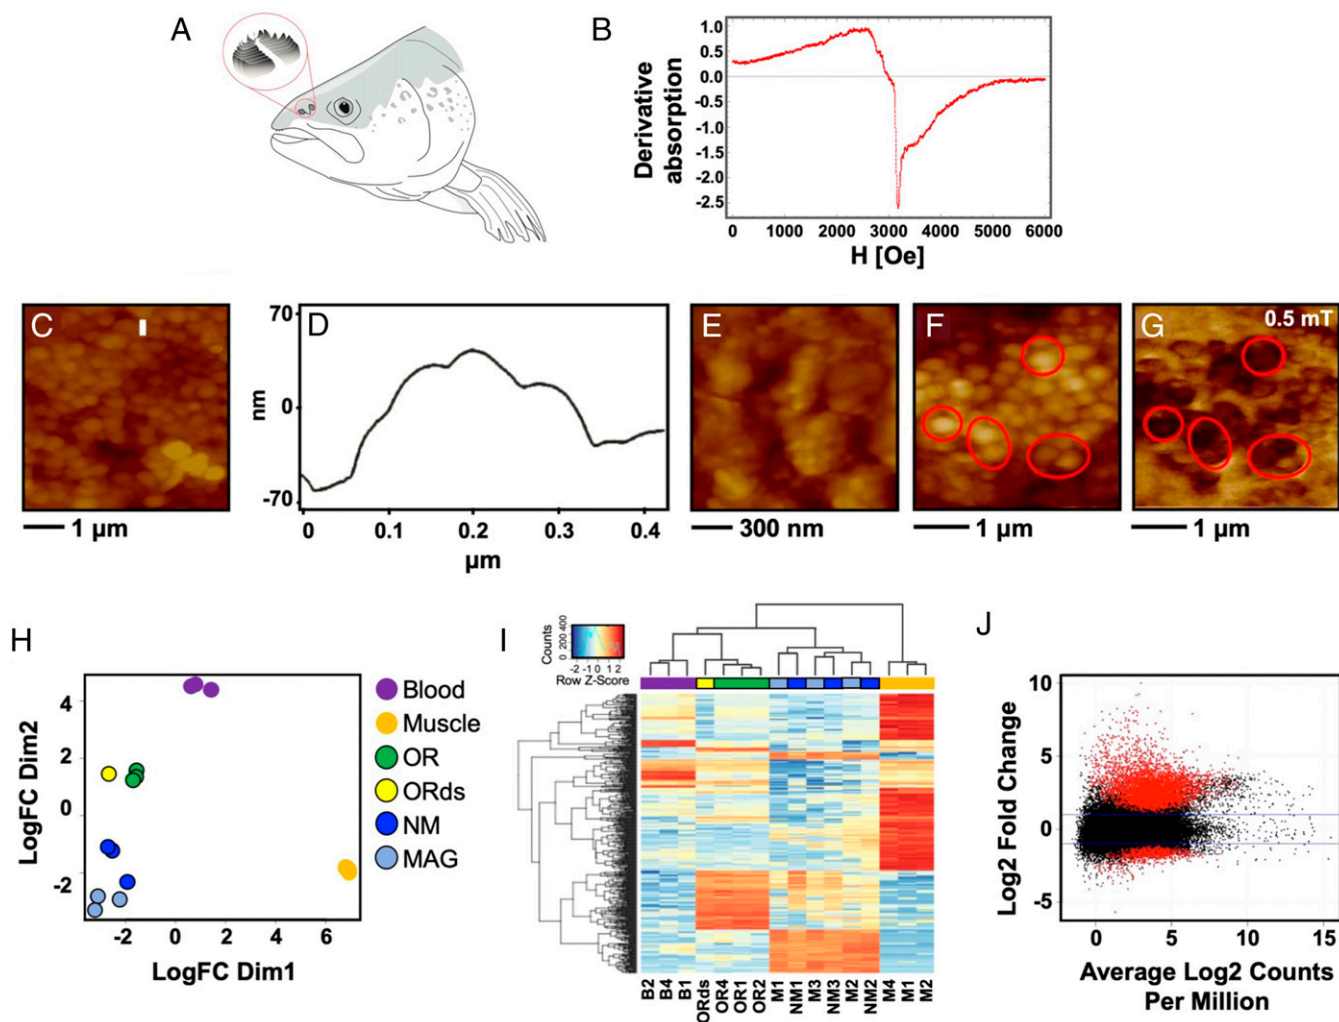 A
B
Derivative
absorption
1.0
0.5
0.0
-0.5
-1.0
-1.5
-2.0
-2.5
0 1000 2000 3000 4000 5000 6000
H [Oe]
C
1 µm
D
70
0
-70
nm
0 0.1 0.2 0.3 0.4
µm
E
300 nm
F
1 µm
G
0.5 mT
1 µm
H
LogFC Dim2
4
2
0
-2
-2 0 2 4 6
LogFC Dim1
Blood
Muscle
OR
ORds
NM
MAG
I
Counts
0 200 400
-2 -1 0 1 2
Row Z-Score
B2 B4 B1 ORds OR4 OR1 OR2 M1 NM1 M3 NM3 M2 NM2 M4 M1 M2
J
Log2 Fold Change
10
5
0
-5
0 5 10 15
Average Log2 Counts
Per Million